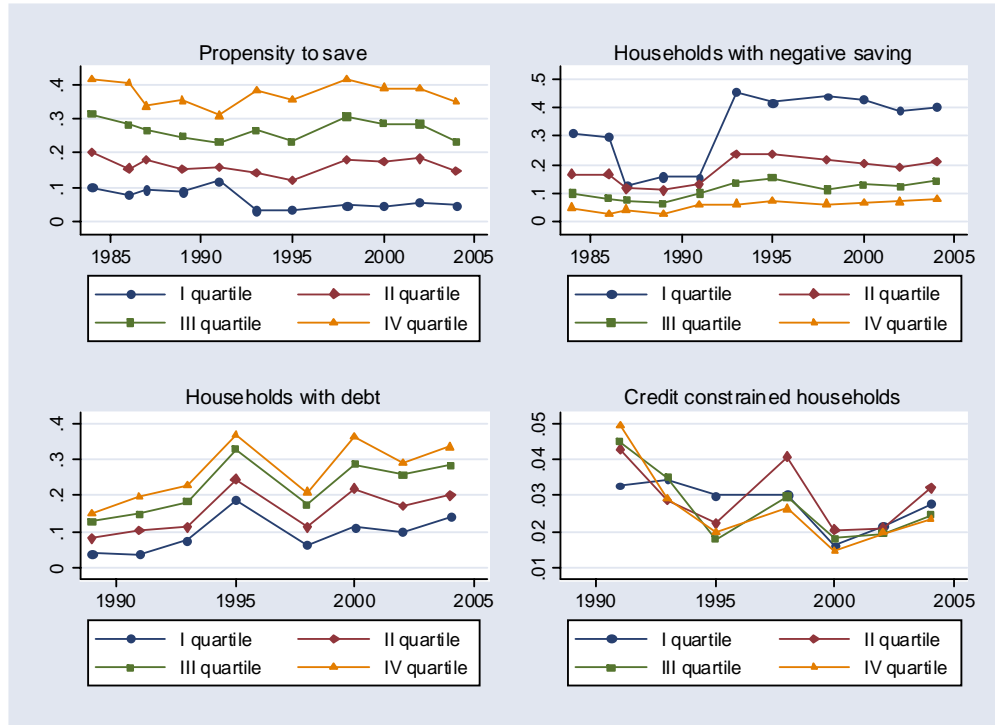 Propensity to save
.4
.3
.2
.1
0
1985 1990 1995 2000 2005
I quartile II quartile
III quartile IV quartile
Households with negative saving
.5
.4
.3
.2
.1
0
1985 1990 1995 2000 2005
I quartile II quartile
III quartile IV quartile
Households with debt
.4
.3
.2
.1
0
1990 1995 2000 2005
I quartile II quartile
III quartile IV quartile
Credit constrained households
.05
.04
.03
.02
.01
1990 1995 2000 2005
I quartile II quartile
III quartile IV quartile